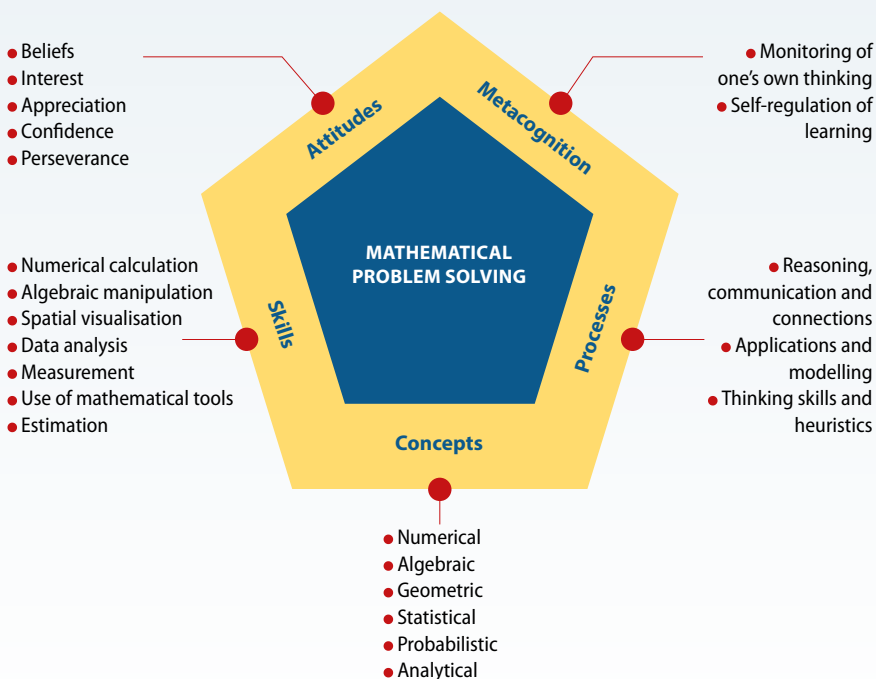 ● Beliefs
● Interest
● Appreciation
● Confidence
● Perseverance
Attitudes
Metacognition
● Monitoring of
one’s own thinking
● Self-regulation of
learning
MATHEMATICAL
PROBLEM SOLVING
● Numerical calculation
● Algebraic manipulation
● Spatial visualisation
● Data analysis
● Measurement
● Use of mathematical tools
● Estimation
Skills
Processes
● Reasoning,
communication and
connections
● Applications and
modelling
● Thinking skills and
heuristics
Concepts
● Numerical
● Algebraic
● Geometric
● Statistical
● Probabilistic
● Analytical